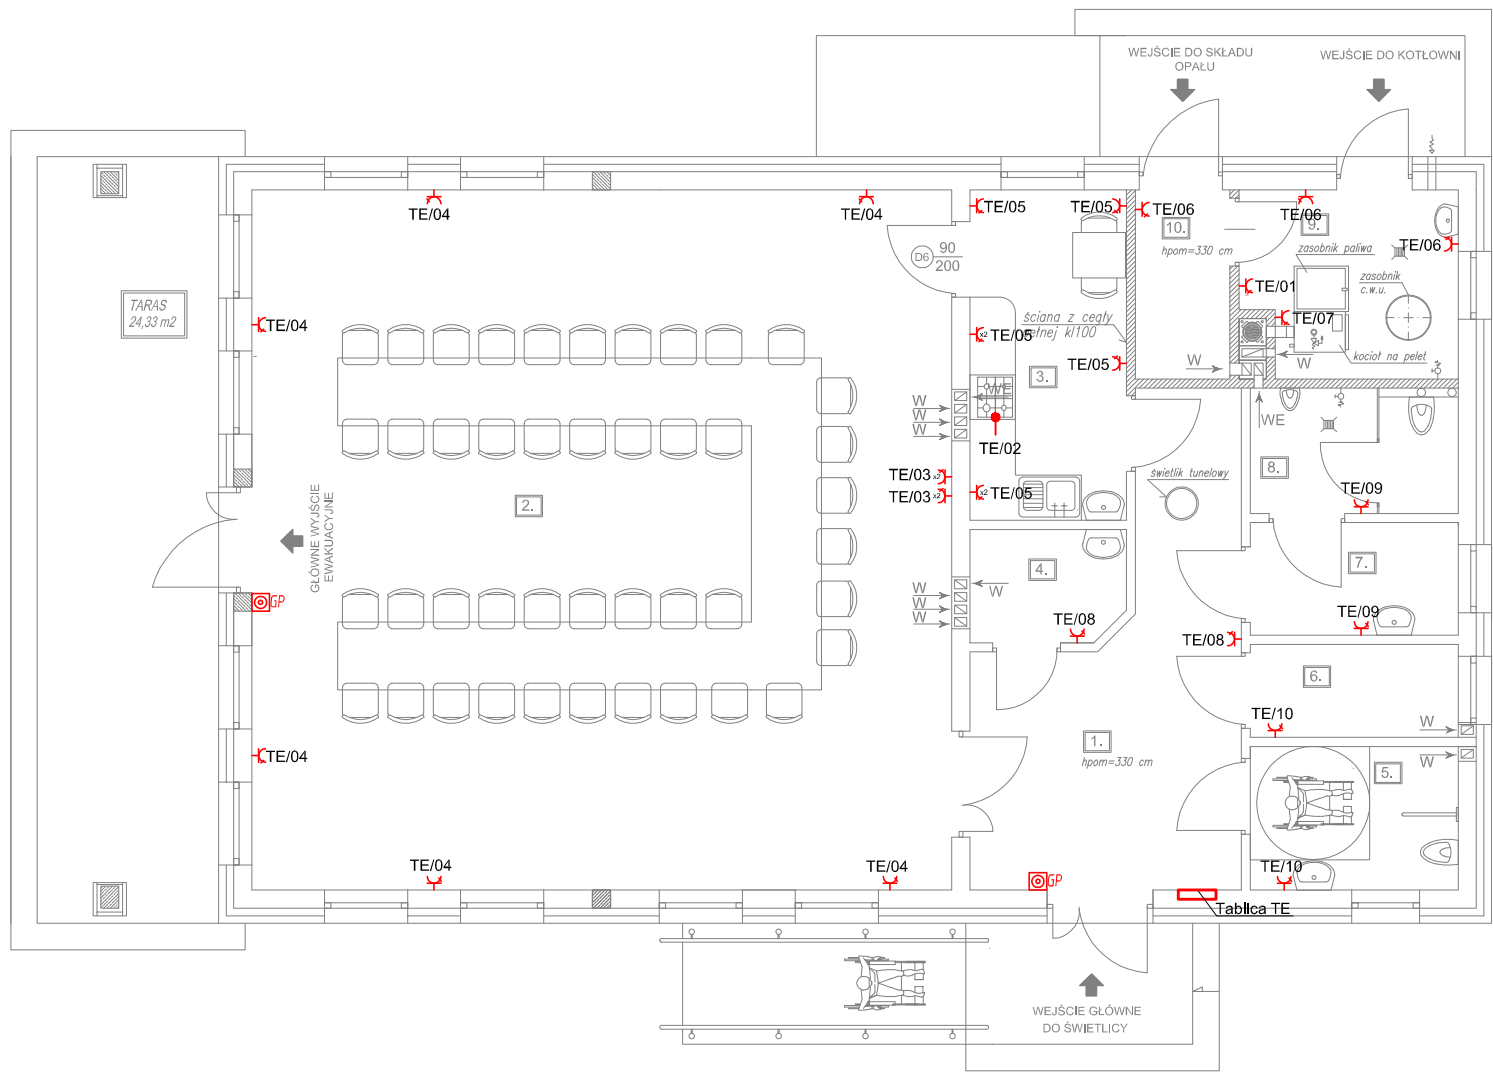 WEJŚCIE DO SKŁADU
OPAŁU
WEJŚCIE DO KOTŁOWNI
TE/04
TE/04
TE/05
TE/05
TE/06
TE/06
9.
10.
hpom=330 cm
D6
90
200
TE/06
zasobnik paliwa
zasobnik
c.w.u.
TE/01
TARAS
24,33 m2
TE/04
ściana z cegły
pełnej kl100
TE/07
x2
TE/05
kocioł na pelet
W
W
TE/05
3.
WE
W
W
W
TE/02
WE
TE/03
x2
TE/03
x2
x2
TE/05
świetlik tunelowy
8.
TE/09
2.
GŁÓWNE WYJŚCIE
EWAKUACYJNE
GP
4.
W
W
W
W
7.
TE/08
TE/09
TE/08
6.
TE/10
W
1.
hpom=330 cm
W
5.
TE/04
TE/04
TE/04
TE/10
GP
Tablica TE
WEJŚCIE GŁÓWNE
DO ŚWIETLICY